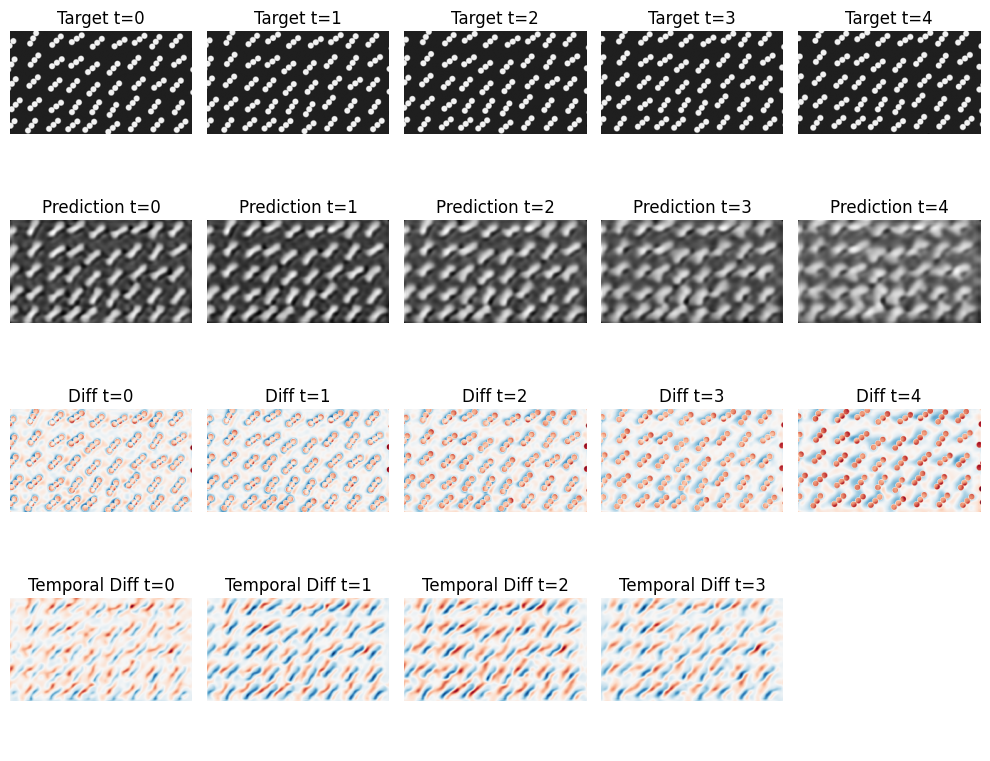 Target t=0 Target t=1 Target t=2 Target t=3 Target t=4
Prediction t=0 Prediction t=1 Prediction t=2 Prediction t=3 Prediction t=4
Diff t=0 Diff t=1 Diff t=2 Diff t=3 Diff t=4
Temporal Diff t=0 Temporal Diff t=1 Temporal Diff t=2 Temporal Diff t=3